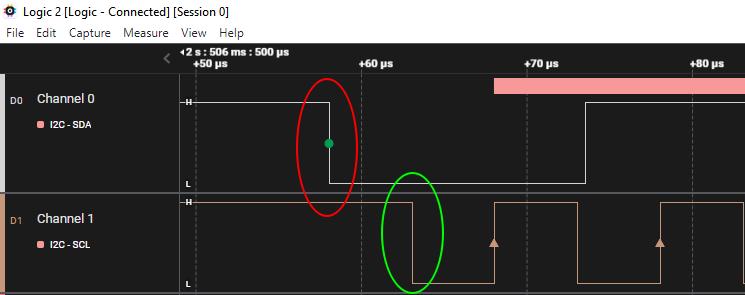 Logic 2 [Logic - Connected] [Session 0]
File Edit Capture Measure View Help
2 s : 506 ms : 500 µs
+50 µs +60 µs +70 µs +80 µs
D0 Channel 0 H
I2C - SDA
L
D1 Channel 1 H
I2C - SCL
L